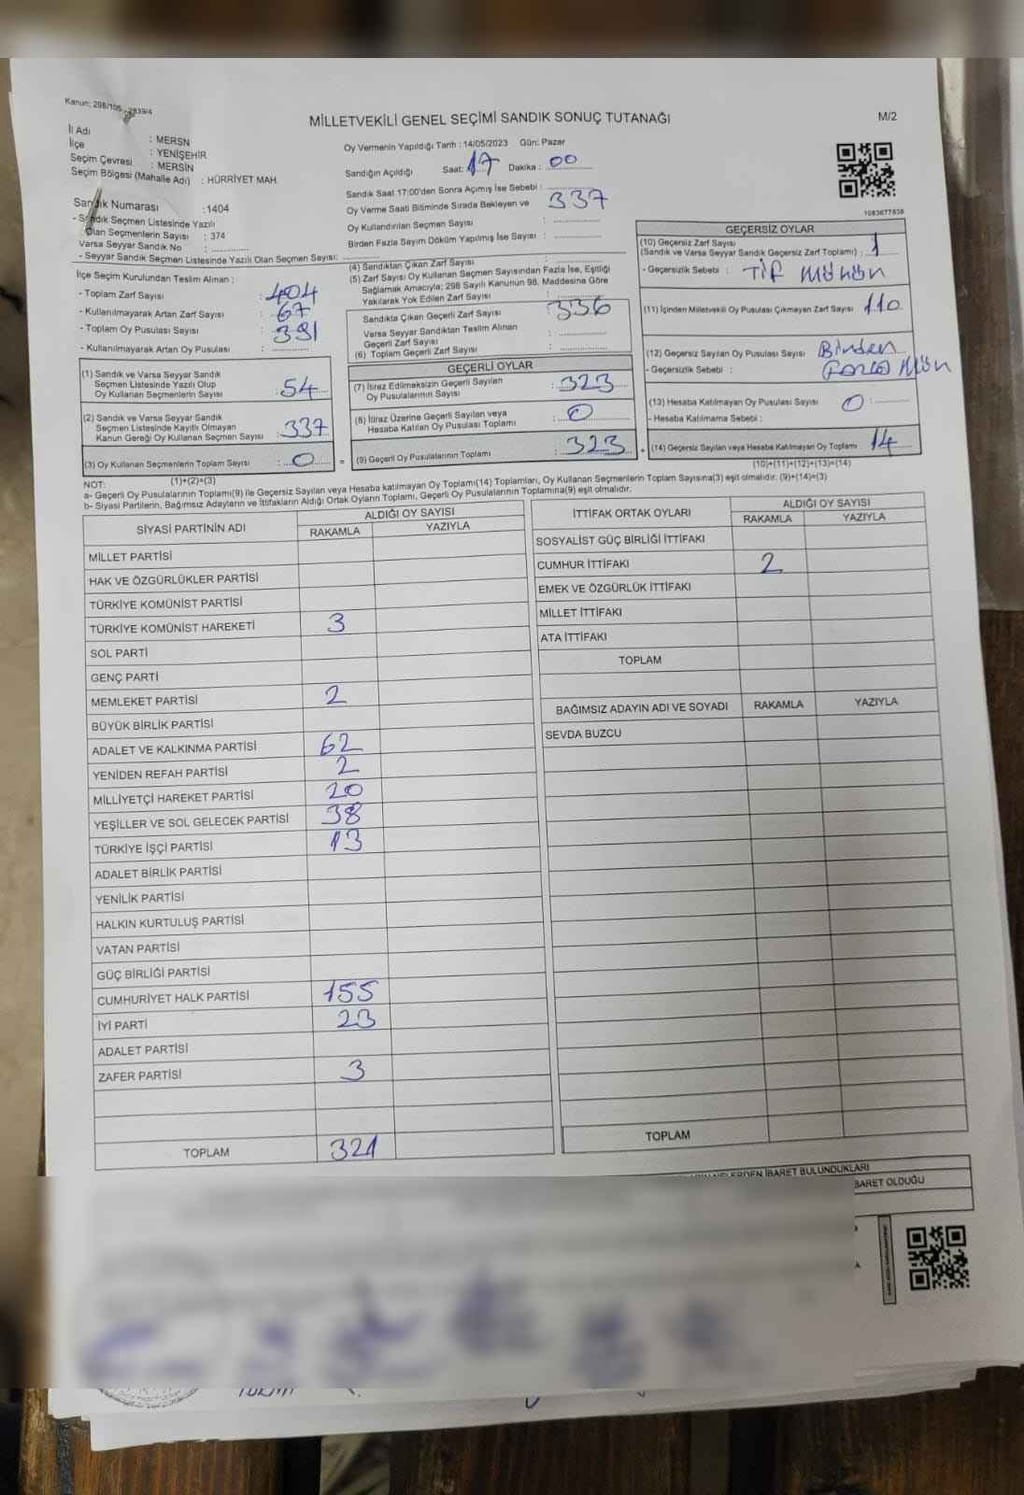 Kanun: 298/105, 2839/4
MİLLETVEKİLİ GENEL SEÇİMİ SANDIK SONUÇ TUTANAĞI
M/2
İl Adı : MERSN
İlçe : YENİŞEHİR
Seçim Çevresi : MERSİN
Seçim Bölgesi (Mahalle Adı) : HÜRRİYET MAH.
Sandık Numarası : 1404
- Sandık Seçmen Listesinde Yazılı
Olan Seçmenlerin Sayısı : 374
Varsa Seyyar Sandık No :
- Seyyar Sandık Seçmen Listesinde Yazılı Olan Seçmen Sayısı:
Oy Vermenin Yapıldığı Tarih : 14/05/2023 Gün: Pazar
Sandığın Açıldığı Saat: 17 Dakika : 00
Sandık Saat 17:00'den Sonra Açımış İse Sebebi :
Oy Verme Saati Bitiminde Sırada Bekleyen ve 337
Oy Kullandırılan Seçmen Sayısı :
Birden Fazla Sayım Döküm Yapılmış İse Sayısı :
1083677838
İlçe Seçim Kurulundan Teslim Alınan :
- Toplam Zarf Sayısı : 404
- Kullanılmayarak Artan Zarf Sayısı : 67
- Toplam Oy Pusulası Sayısı : 391
- Kullanılmayarak Artan Oy Pusulası :
(1) Sandık ve Varsa Seyyar Sandık
Seçmen Listesinde Yazılı Olup
Oy Kullanan Seçmenlerin Sayısı : 54
(2) Sandık ve Varsa Seyyar Sandık
Seçmen Listesinde Kayıtlı Olmayan
Kanun Gereği Oy Kullanan Seçmen Sayısı : 337
(3) Oy Kullanan Seçmenlerin Toplam Sayısı : 0
(1)+(2)=(3)
(4) Sandıktan Çıkan Zarf Sayısı :
(5) Zarf Sayısı Oy Kullanan Seçmen Sayısından Fazla İse, Eşitliği
Sağlamak Amacıyla; 298 Sayılı Kanunun 98. Maddesine Göre
Yakılarak Yok Edilen Zarf Sayısı :
Sandıkta Çıkan Geçerli Zarf Sayısı : 336
Varsa Seyyar Sandıktan Teslim Alınan
Geçerli Zarf Sayısı :
(6) Toplam Geçerli Zarf Sayısı :
GEÇERLİ OYLAR
(7) İtiraz Edilmeksizin Geçerli Sayılan
Oy Pusulalarının Sayısı : 323
(8) İtiraz Üzerine Geçerli Sayılan veya
Hesaba Katılan Oy Pusulası Toplamı : 0
(9) Geçerli Oy Pusulalarının Toplamı : 323
GEÇERSİZ OYLAR
(10) Geçersiz Zarf Sayısı
(Sandık ve Varsa Seyyar Sandık Geçersiz Zarf Toplamı) : 1
- Geçersizlik Sebebi : TİP MÜHÜR
(11) İçinden Milletvekili Oy Pusulası Çıkmayan Zarf Sayısı : 110
(12) Geçersiz Sayılan Oy Pusulası Sayısı Birden
- Geçersizlik Sebebi :
(13) Hesaba Katılmayan Oy Pusulası Sayısı 0 :
- Hesaba Katılmama Sebebi :
(14) Geçersiz Sayılan veya Hesaba Katılmayan Oy Toplamı : 14
(10)+(11)+(12)+(13)=(14)
NOT:
a- Geçerli Oy Pusulalarının Toplamı(9) ile Geçersiz Sayılan veya Hesaba katılmayan Oy Toplamı(14) Toplamları, Oy Kullanan Seçmenlerin Toplam Sayısına(3) eşit olmalıdır. (9)+(14)=(3)
b- Siyasi Partilerin, Bağımsız Adayların ve İttifakların Aldığı Ortak Oyların Toplamı, Geçerli Oy Pusulalarının Toplamına(9) eşit olmalıdır.
SİYASİ PARTİNİN ADI
ALDIĞI OY SAYISI
RAKAMLA YAZIYLA
MİLLET PARTİSİ
HAK VE ÖZGÜRLÜKLER PARTİSİ
TÜRKİYE KOMÜNİST PARTİSİ
TÜRKİYE KOMÜNİST HAREKETİ 3
SOL PARTİ
GENÇ PARTİ
MEMLEKET PARTİSİ 2
BÜYÜK BİRLİK PARTİSİ
ADALET VE KALKINMA PARTİSİ 62
YENİDEN REFAH PARTİSİ 2
MİLLİYETÇİ HAREKET PARTİSİ 20
YEŞİLLER VE SOL GELECEK PARTİSİ 38
TÜRKİYE İŞÇİ PARTİSİ 13
ADALET BİRLİK PARTİSİ
YENİLİK PARTİSİ
HALKIN KURTULUŞ PARTİSİ
VATAN PARTİSİ
GÜÇ BİRLİĞİ PARTİSİ
CUMHURİYET HALK PARTİSİ 155
İYİ PARTİ 23
ADALET PARTİSİ
ZAFER PARTİSİ 3
TOPLAM 321
İTTİFAK ORTAK OYLARI
ALDIĞI OY SAYISI
RAKAMLA YAZIYLA
SOSYALİST GÜÇ BİRLİĞİ İTTİFAKI
CUMHUR İTTİFAKI 2
EMEK VE ÖZGÜRLÜK İTTİFAKI
MİLLET İTTİFAKI
ATA İTTİFAKI
TOPLAM
BAĞIMSIZ ADAYIN ADI VE SOYADI RAKAMLA YAZIYLA
SEVDA BUZCU
TOPLAM
İBARET BULUNDUKLARI
OLDUĞU